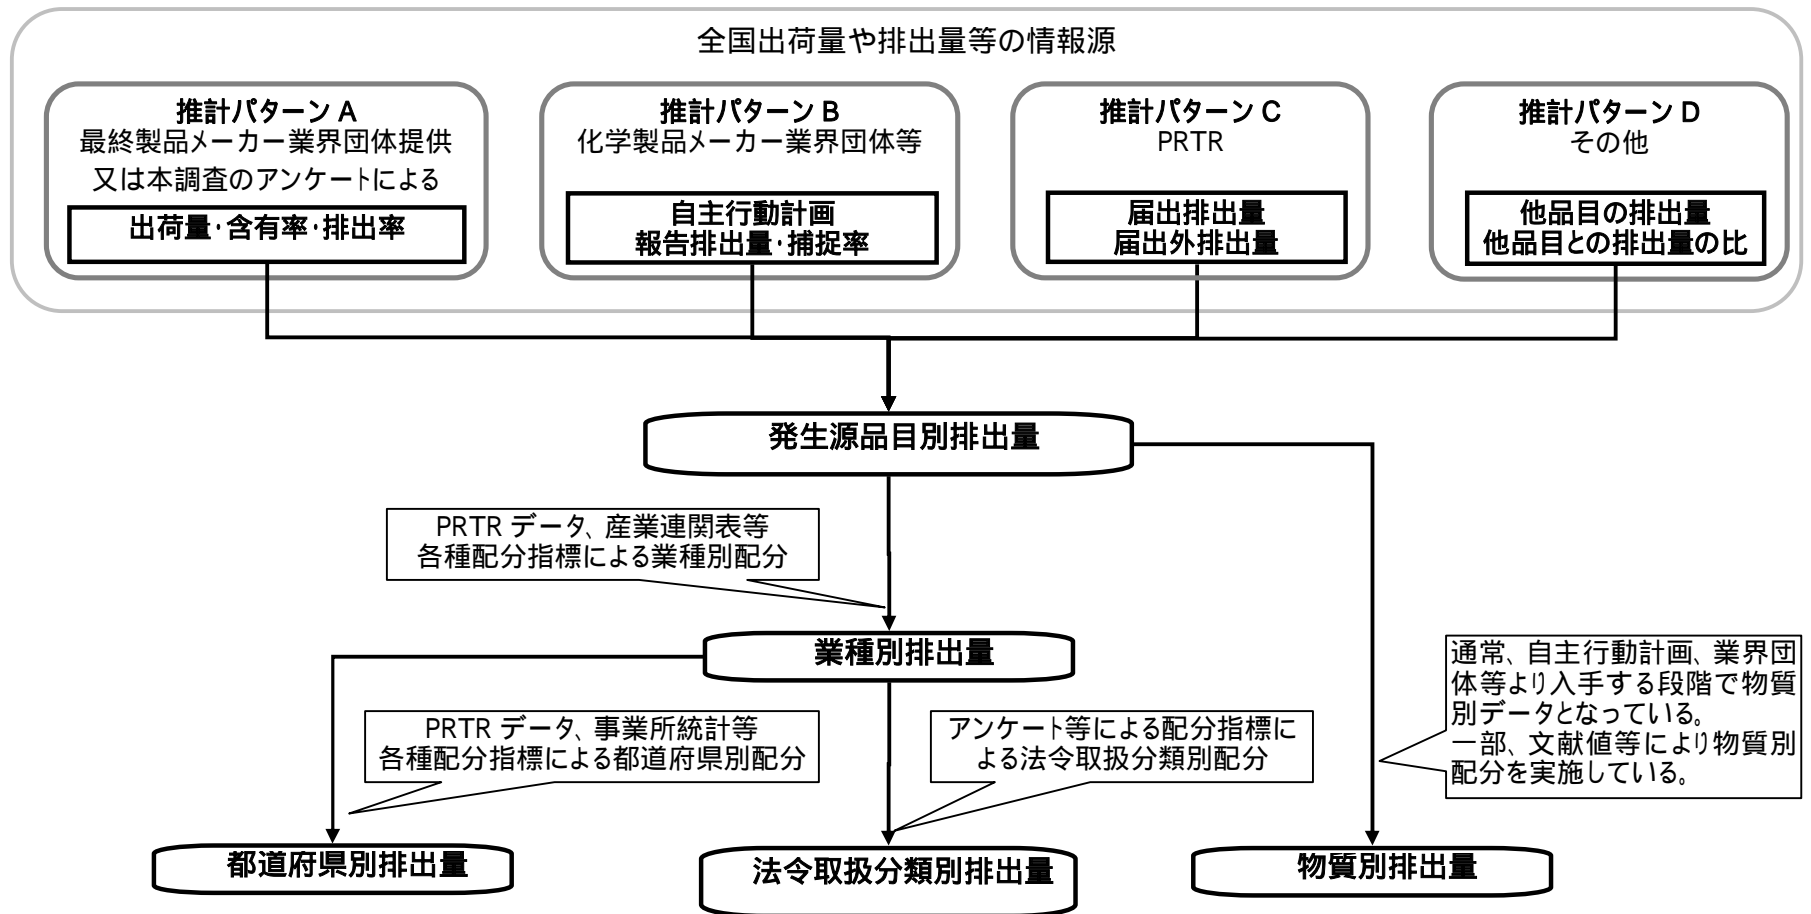 全国出荷量や排出量等の情報源
推計パターン A
最終製品メーカー業界団体提供
又は本調査のアンケートによる
出荷量・含有率・排出率
推計パターン B
化学製品メーカー業界団体等
自主行動計画
報告排出量・捕捉率
推計パターン C
PRTR
届出排出量
届出外排出量
推計パターン D
その他
他品目の排出量
他品目との排出量の比
発生源品目別排出量
PRTR データ、産業連関表等
各種配分指標による業種別配分
業種別排出量
通常、自主行動計画、業界団
体等より入手する段階で物質
別データとなっている。
一部、文献値等により物質別
配分を実施している。
PRTR データ、事業所統計等
各種配分指標による都道府県別配分
アンケート等による配分指標に
よる法令取扱分類別配分
都道府県別排出量
法令取扱分類別排出量
物質別排出量